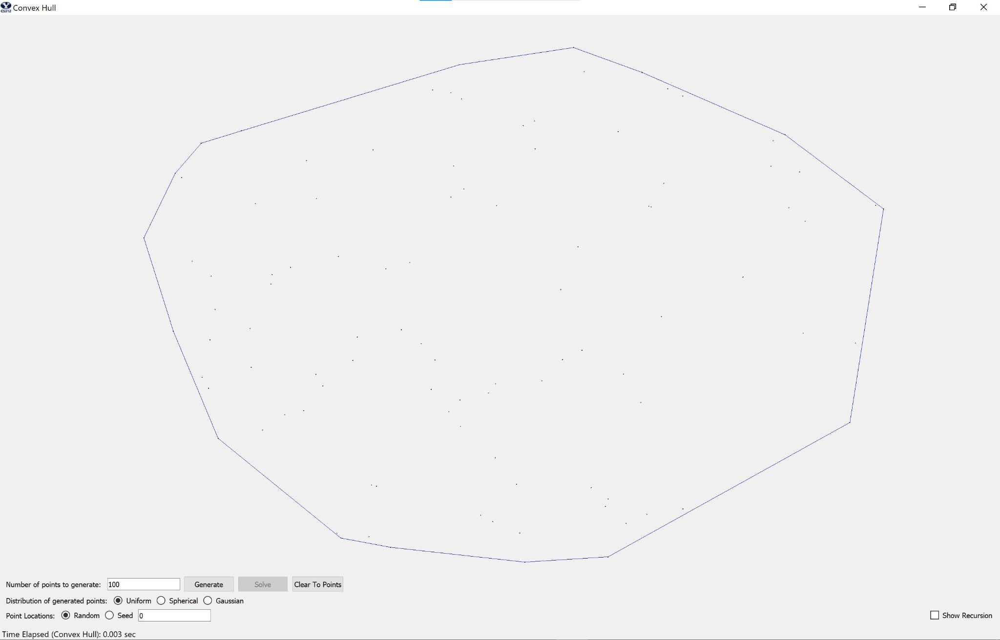 CS312 Convex Hull
Number of points to generate: 100 Generate Solve Clear To Points
Distribution of generated points: Uniform Spherical Gaussian
Point Locations: Random Seed 0 Show Recursion
Time Elapsed (Convex Hull): 0.003 sec